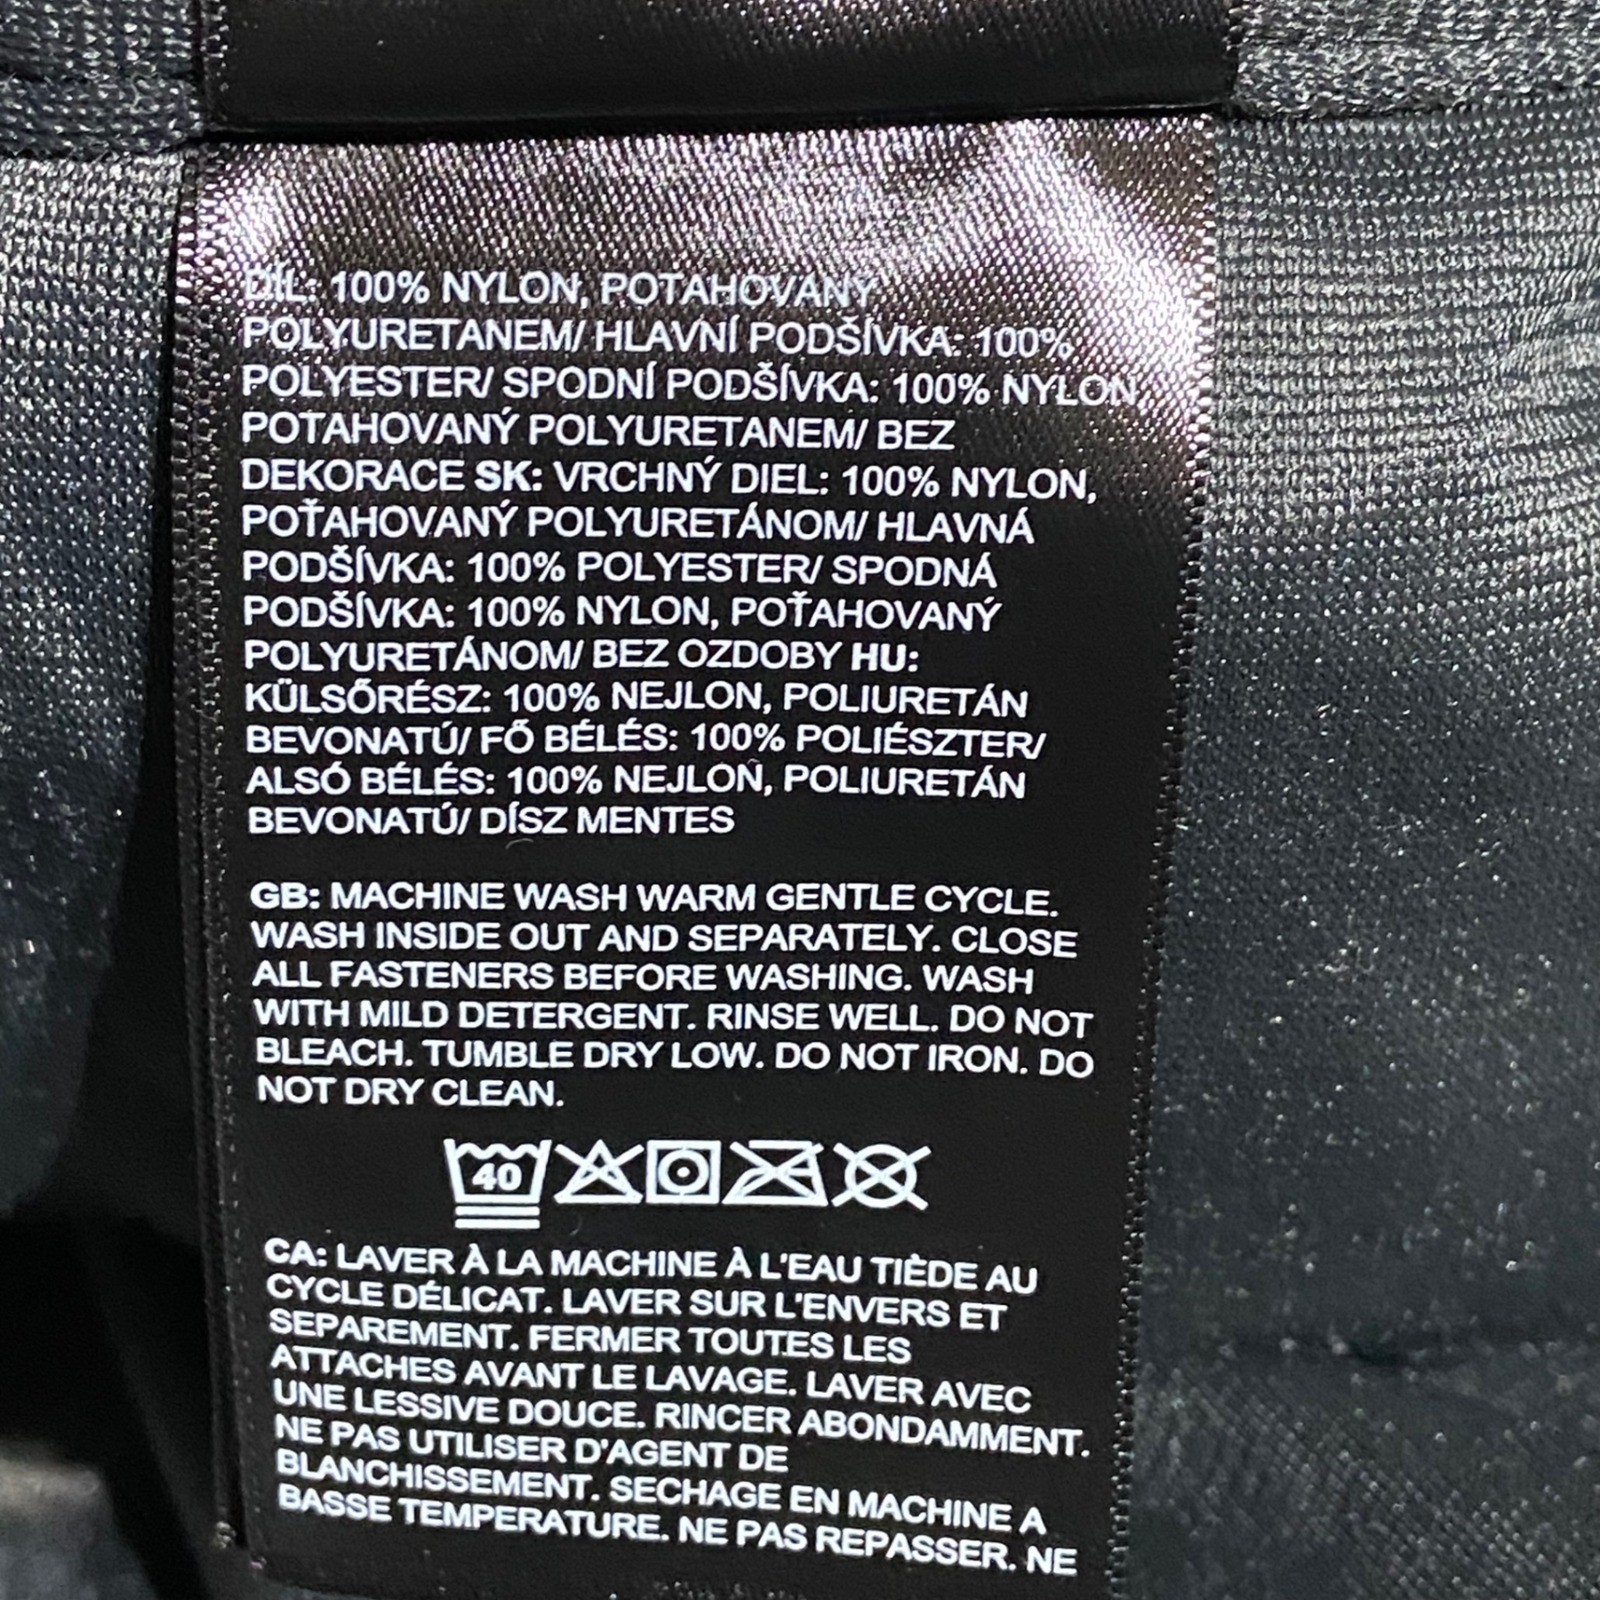 DÍL: 100% NYLON, POTAHOVANÝ
POLYURETANEM/ HLAVNÍ PODŠÍVKA: 100%
POLYESTER/ SPODNÍ PODŠÍVKA: 100% NYLON,
POTAHOVANÝ POLYURETANEM/ BEZ
DEKORACE SK: VRCHNÝ DIEL: 100% NYLON,
POŤAHOVANÝ POLYURETÁNOM/ HLAVNÁ
PODŠÍVKA: 100% POLYESTER/ SPODNÁ
PODŠÍVKA: 100% NYLON, POŤAHOVANÝ
POLYURETÁNOM/ BEZ OZDOBY HU:
KÜLSŐRÉSZ: 100% NEJLON, POLIURETÁN
BEVONATÚ/ FŐ BÉLÉS: 100% POLIÉSZTER/
ALSÓ BÉLÉS: 100% NEJLON, POLIURETÁN
BEVONATÚ/ DÍSZ MENTES
GB: MACHINE WASH WARM GENTLE CYCLE.
WASH INSIDE OUT AND SEPARATELY. CLOSE
ALL FASTENERS BEFORE WASHING. WASH
WITH MILD DETERGENT. RINSE WELL. DO NOT
BLEACH. TUMBLE DRY LOW. DO NOT IRON. DO
NOT DRY CLEAN.
40
CA: LAVER À LA MACHINE À L'EAU TIÈDE AU
CYCLE DÉLICAT. LAVER SUR L'ENVERS ET
SEPAREMENT. FERMER TOUTES LES
ATTACHES AVANT LE LAVAGE. LAVER AVEC
UNE LESSIVE DOUCE. RINCER ABONDAMMENT.
NE PAS UTILISER D'AGENT DE
BLANCHISSEMENT. SECHAGE EN MACHINE A
BASSE TEMPERATURE. NE PAS REPASSER. NE